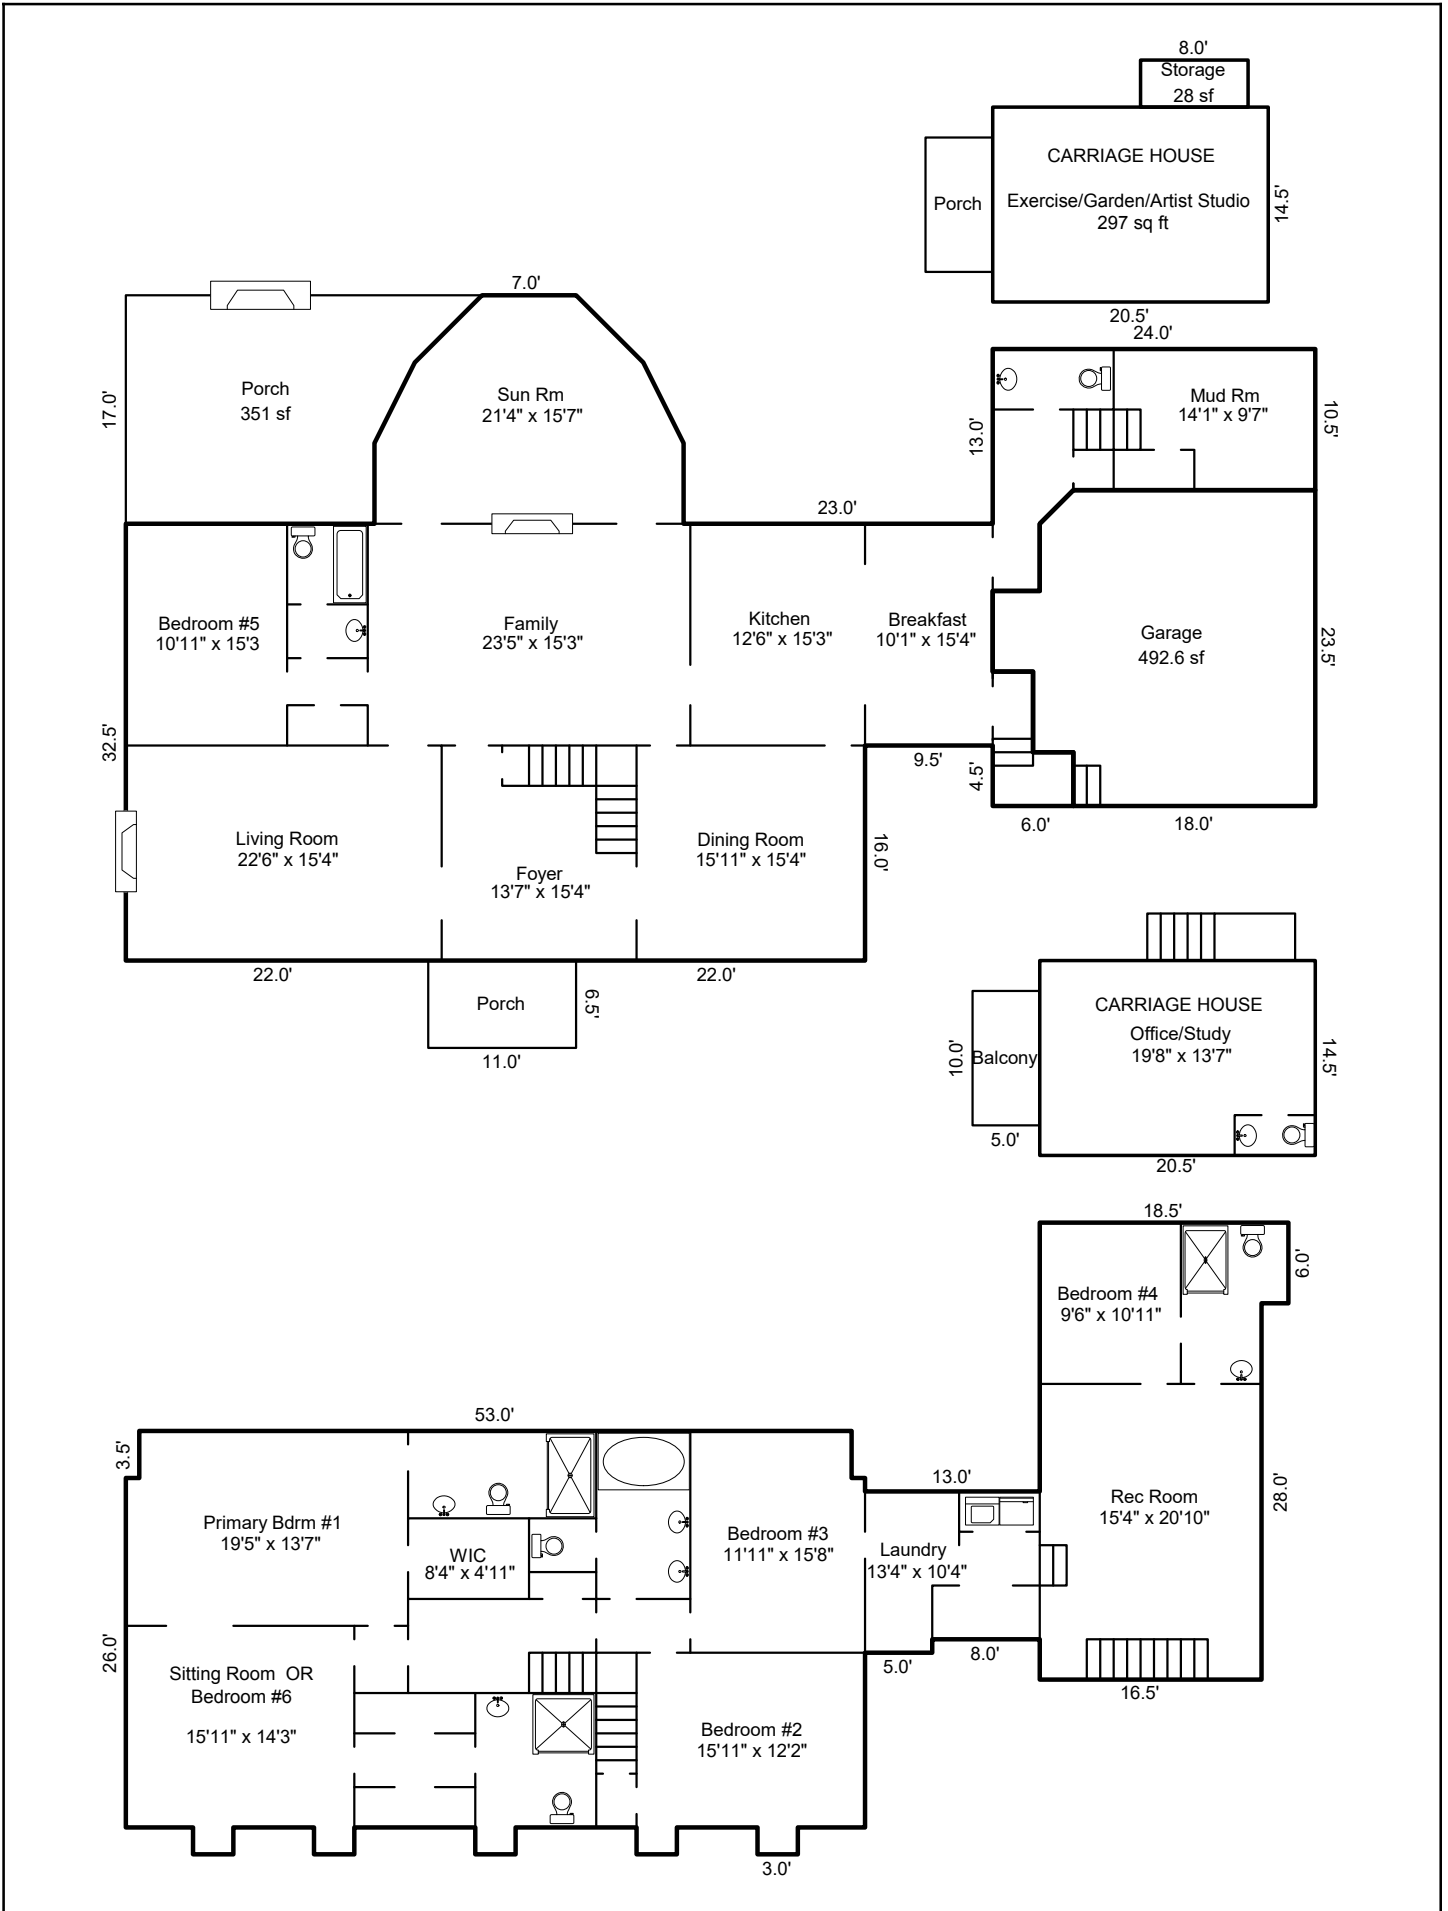 8.0'
Storage
28 sf
CARRIAGE HOUSE
Exercise/Garden/Artist Studio
297 sq ft
Porch
14.5'
20.5'
7.0'
Porch
351 sf
17.0'
Sun Rm
21'4" x 15'7"
24.0'
Mud Rm
14'1" x 9'7"
10.5'
13.0'
23.0'
Bedroom #5
10'11" x 15'3
Family
23'5" x 15'3"
Kitchen
12'6" x 15'3"
Breakfast
10'1" x 15'4"
Garage
492.6 sf
23.5'
32.5'
9.5'
4.5'
6.0'
18.0'
Living Room
22'6" x 15'4"
Foyer
13'7" x 15'4"
Dining Room
15'11" x 15'4"
16.0'
22.0'
22.0'
Porch
6.5'
11.0'
CARRIAGE HOUSE
Office/Study
19'8" x 13'7"
14.5'
10.0'
Balcony
5.0'
20.5'
18.5'
6.0'
Bedroom #4
9'6" x 10'11"
53.0'
3.5'
13.0'
Primary Bdrm #1
19'5" x 13'7"
WIC
8'4" x 4'11"
Bedroom #3
11'11" x 15'8"
Laundry
13'4" x 10'4"
Rec Room
15'4" x 20'10"
28.0'
26.0'
Sitting Room OR
Bedroom #6
15'11" x 14'3"
Bedroom #2
15'11" x 12'2"
5.0'
8.0'
16.5'
3.0'